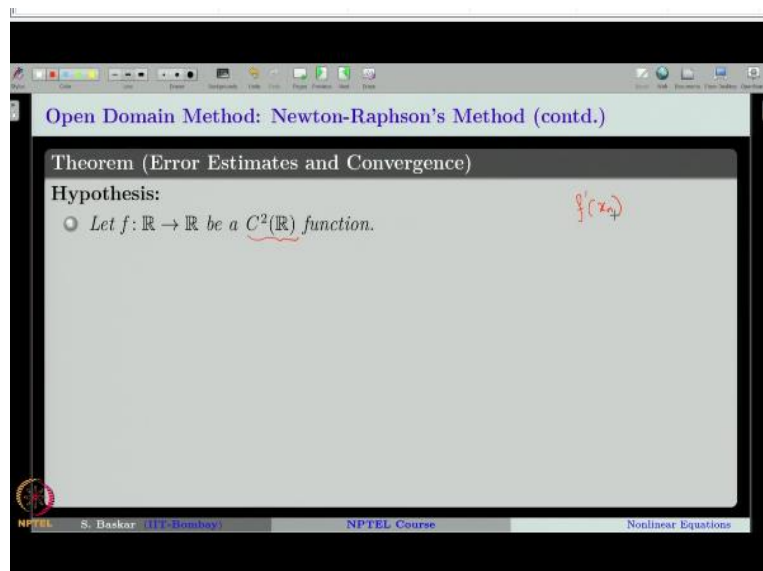 Open Domain Method: Newton-Raphson's Method (contd.)
Theorem (Error Estimates and Convergence)
Hypothesis:
Let f: ℝ → ℝ be a C²(ℝ) function.
f'(xₙ)
NPTEL S. Baskar (IIT-Bombay) NPTEL Course Nonlinear Equations